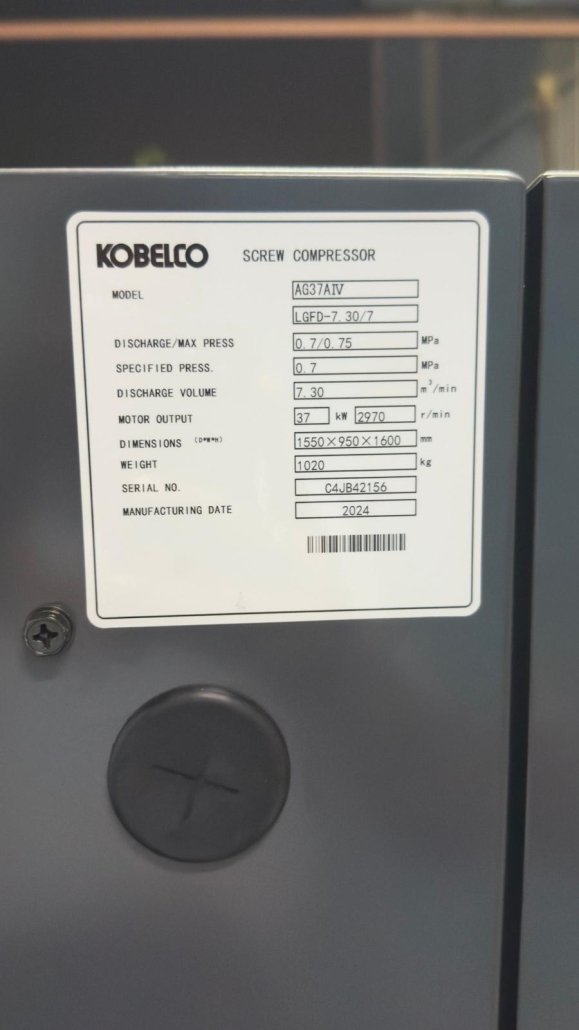 KOBELCO SCREW COMPRESSOR
MODEL AG37AIV
LGFD-7.30/7
DISCHARGE/MAX PRESS 0.7/0.75 MPa
SPECIFIED PRESS. 0.7 MPa
DISCHARGE VOLUME 7.30 m³/min
MOTOR OUTPUT 37 kW 2970 r/min
DIMENSIONS (D*W*H) 1550×950×1600 mm
WEIGHT 1020 kg
SERIAL NO. C4JB42156
MANUFACTURING DATE 2024